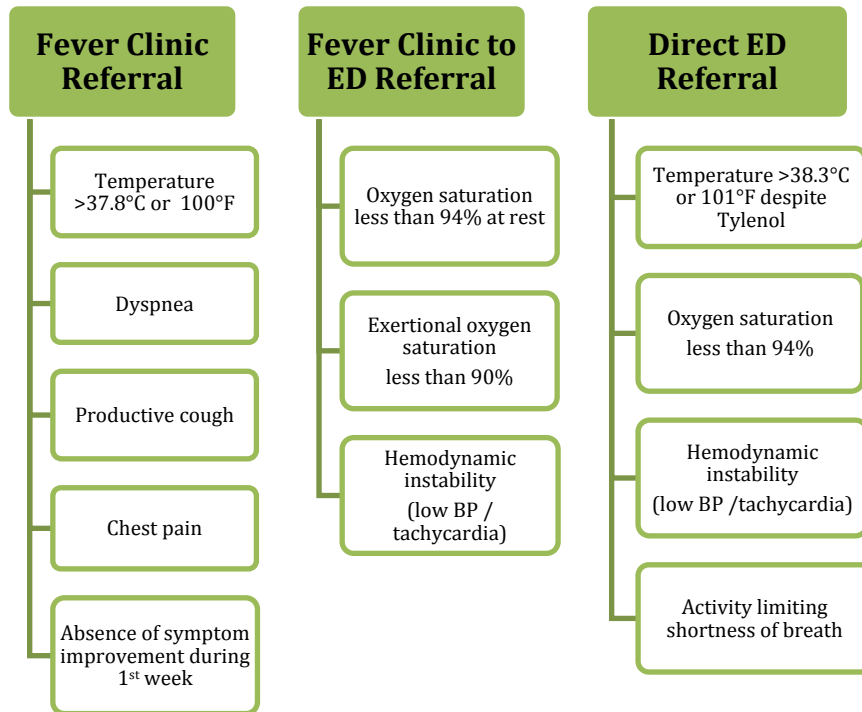 Fever Clinic
Referral
Temperature
>37.8°C or 100°F
Dyspnea
Productive cough
Chest pain
Absence of symptom
improvement during
1st week
Fever Clinic to
ED Referral
Oxygen saturation
less than 94% at rest
Exertional oxygen
saturation
less than 90%
Hemodynamic
instability
(low BP /
tachycardia)
Direct ED
Referral
Temperature >38.3°C
or 101°F despite
Tylenol
Oxygen saturation
less than 94%
Hemodynamic
instability
(low BP /tachycardia)
Activity limiting
shortness of breath